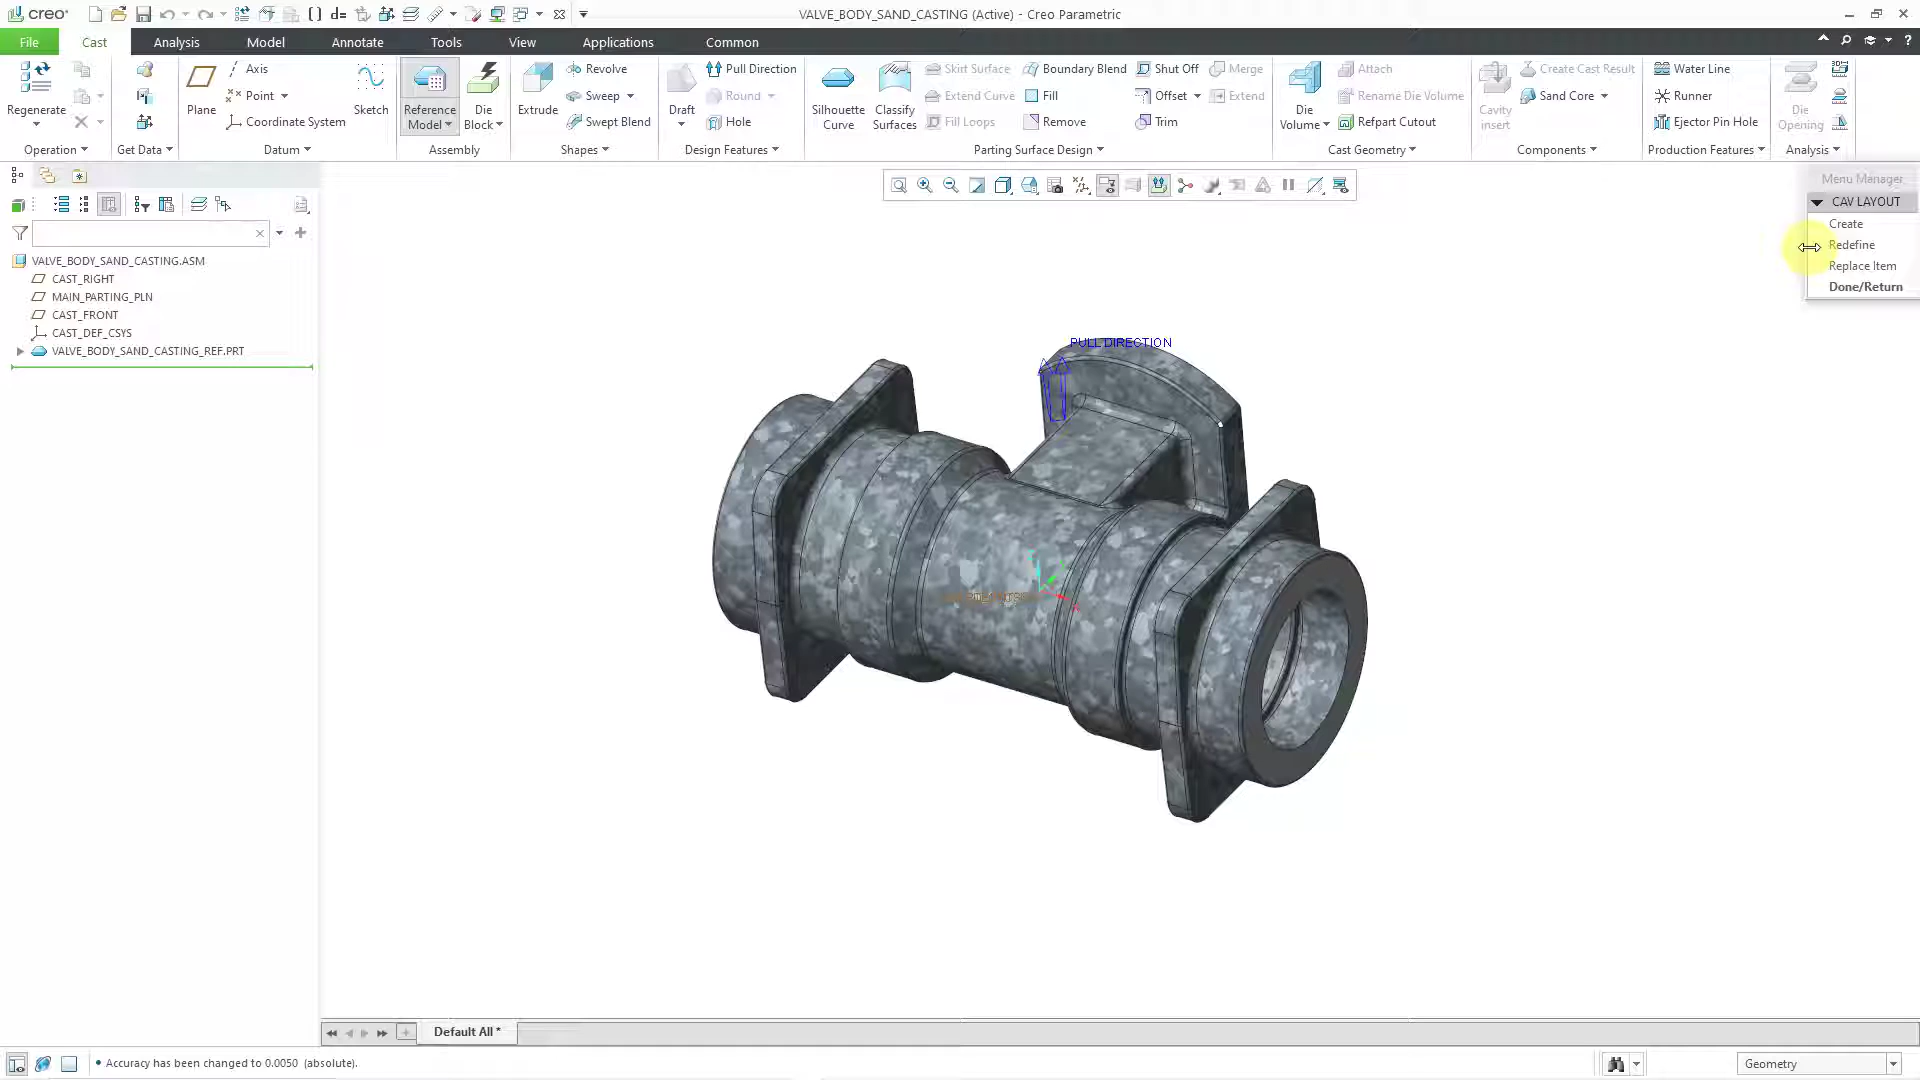 creo
VALVE_BODY_SAND_CASTING (Active) - Creo Parametric
File
Cast
Analysis
Model
Annotate
Tools
View
Applications
Common
Regenerate
Operation
Get Data
Plane
Axis
Point
Coordinate System
Sketch
Datum
Reference Model
Die Block
Assembly
Extrude
Revolve
Sweep
Swept Blend
Shapes
Draft
Pull Direction
Round
Hole
Design Features
Silhouette Curve
Classify Surfaces
Skirt Surface
Extend Curve
Fill Loops
Boundary Blend
Fill
Remove
Shut Off
Offset
Trim
Merge
Extend
Parting Surface Design
Die Volume
Attach
Rename Die Volume
Refpart Cutout
Cast Geometry
Cavity insert
Create Cast Result
Sand Core
Components
Water Line
Runner
Ejector Pin Hole
Production Features
Die Opening
Analysis
Menu Manager
CAV LAYOUT
Create
Redefine
Replace Item
Done/Return
VALVE_BODY_SAND_CASTING.ASM
CAST_RIGHT
MAIN_PARTING_PLN
CAST_FRONT
CAST_DEF_CSYS
VALVE_BODY_SAND_CASTING_REF.PRT
PULL DIRECTION
Default All *
Accuracy has been changed to 0.0050 (absolute).
Geometry